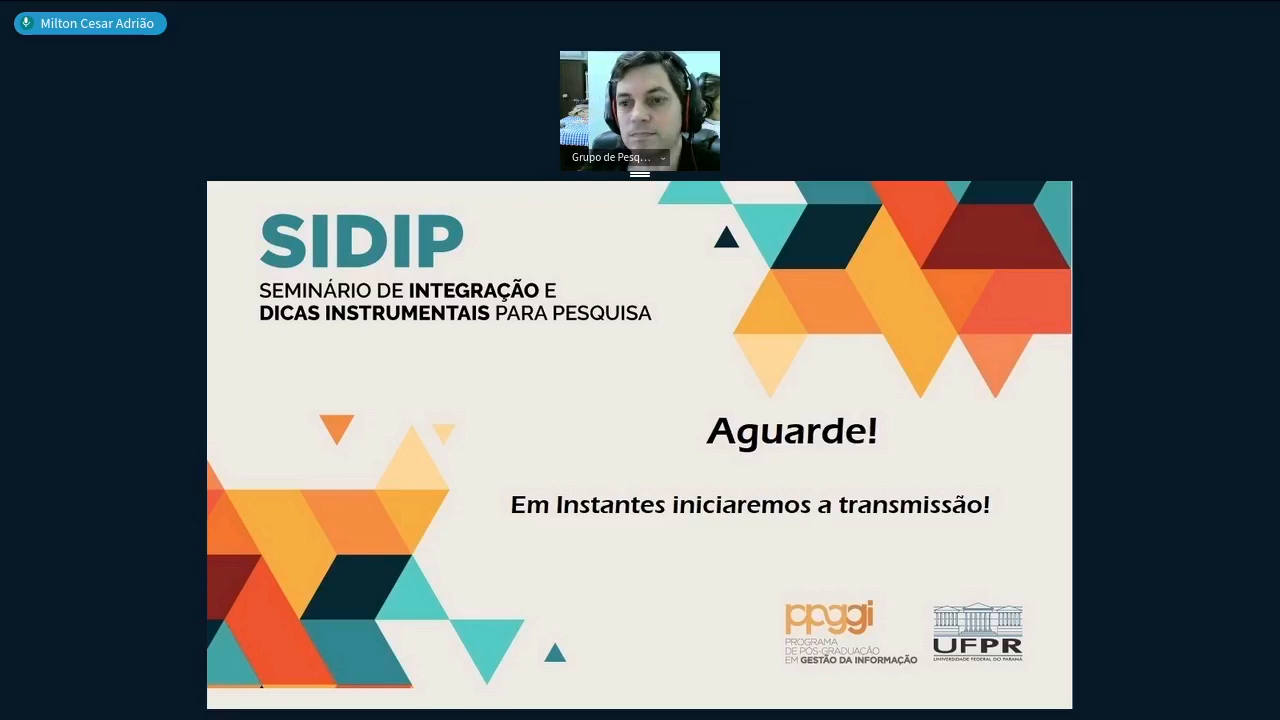 Milton Cesar Adrião
Grupo de Pesq...
SIDIP
SEMINÁRIO DE INTEGRAÇÃO E
DICAS INSTRUMENTAIS PARA PESQUISA
Aguarde!
Em Instantes iniciaremos a transmissão!
ppggi
PROGRAMA
DE PÓS-GRADUAÇÃO
EM GESTÃO DA INFORMAÇÃO
UFPR
UNIVERSIDADE FEDERAL DO PARANÁ